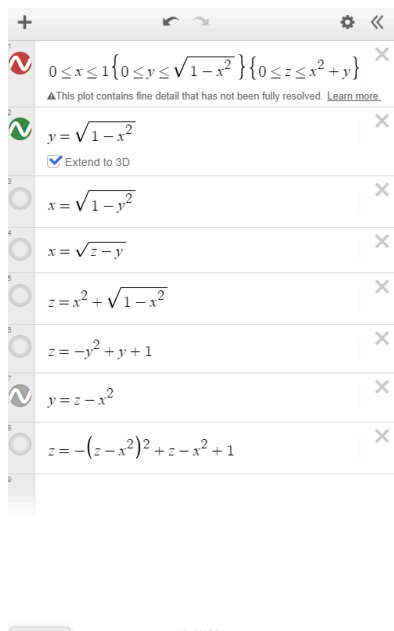 1
0 ≤ x ≤ 1{0 ≤ y ≤ √(1 − x²)}{0 ≤ z ≤ x² + y}
This plot contains fine detail that has not been fully resolved. Learn more.
2
y = √(1 − x²)
Extend to 3D
3
x = √(1 − y²)
4
x = √(z − y)
5
z = x² + √(1 − x²)
6
z = −y² + y + 1
7
y = z − x²
8
z = −(z − x²)² + z − x² + 1
9